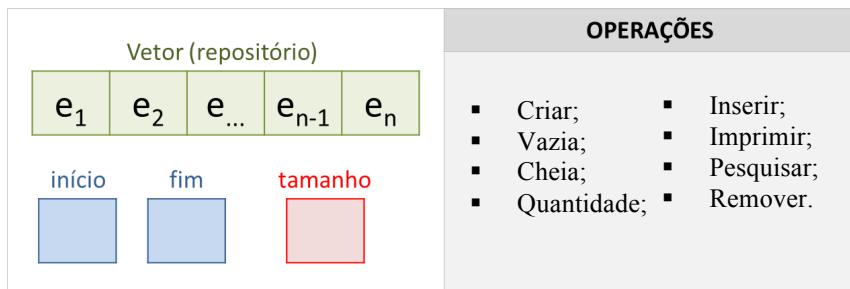 Vetor (repositório)
e1 e2 e... en-1 en
início fim tamanho
OPERAÇÕES
▪ Criar;
▪ Vazia;
▪ Cheia;
▪ Quantidade;
▪ Inserir;
▪ Imprimir;
▪ Pesquisar;
▪ Remover.